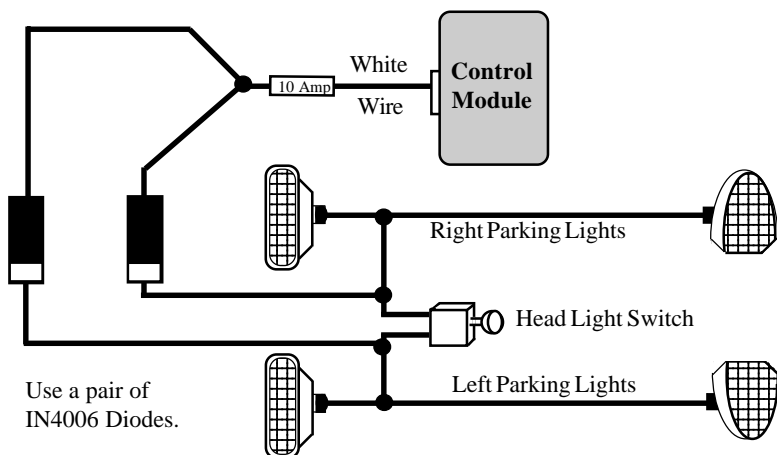 White
Wire
10 Amp
Control
Module
Right Parking Lights
Head Light Switch
Left Parking Lights
Use a pair of
IN4006 Diodes.